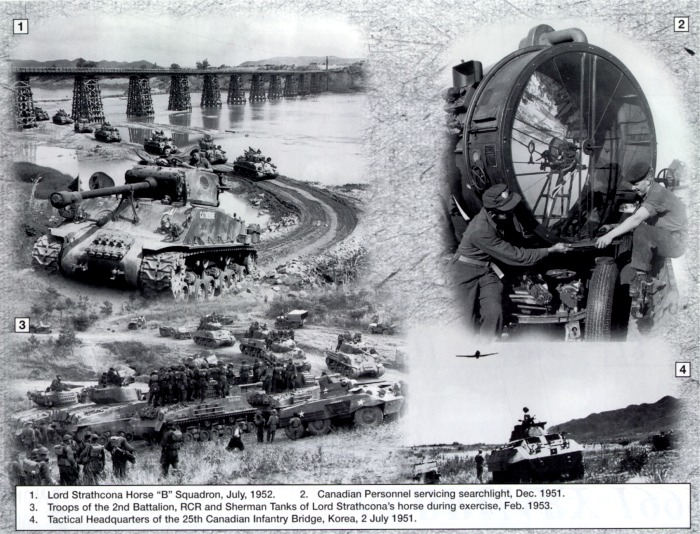 1
2
CATHERINE
3
4
1. Lord Strathcona Horse “B” Squadron, July, 1952. 2. Canadian Personnel servicing searchlight, Dec. 1951.
3. Troops of the 2nd Battalion, RCR and Sherman Tanks of Lord Strathcona's horse during exercise, Feb. 1953.
4. Tactical Headquarters of the 25th Canadian Infantry Bridge, Korea, 2 July 1951.